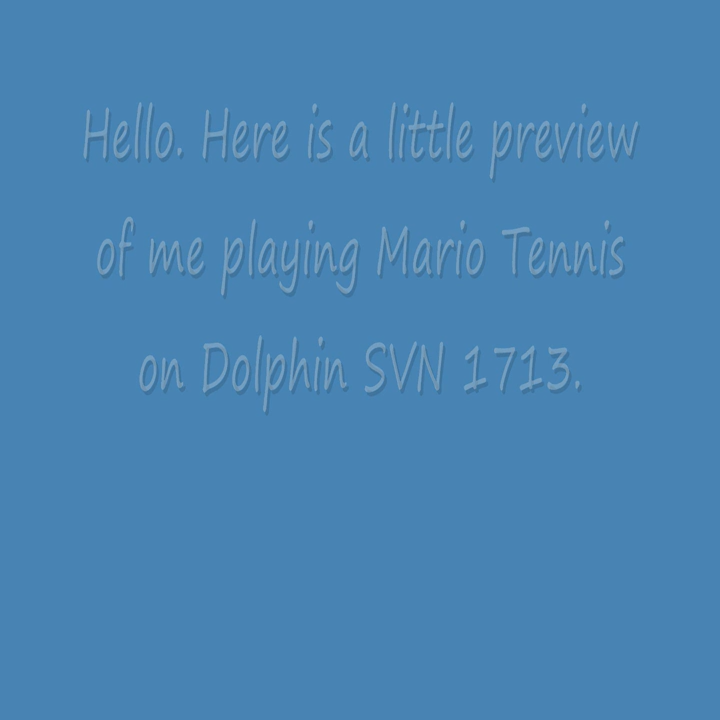 Hello. Here is a little preview
of me playing Mario Tennis
on Dolphin SVN 1713.